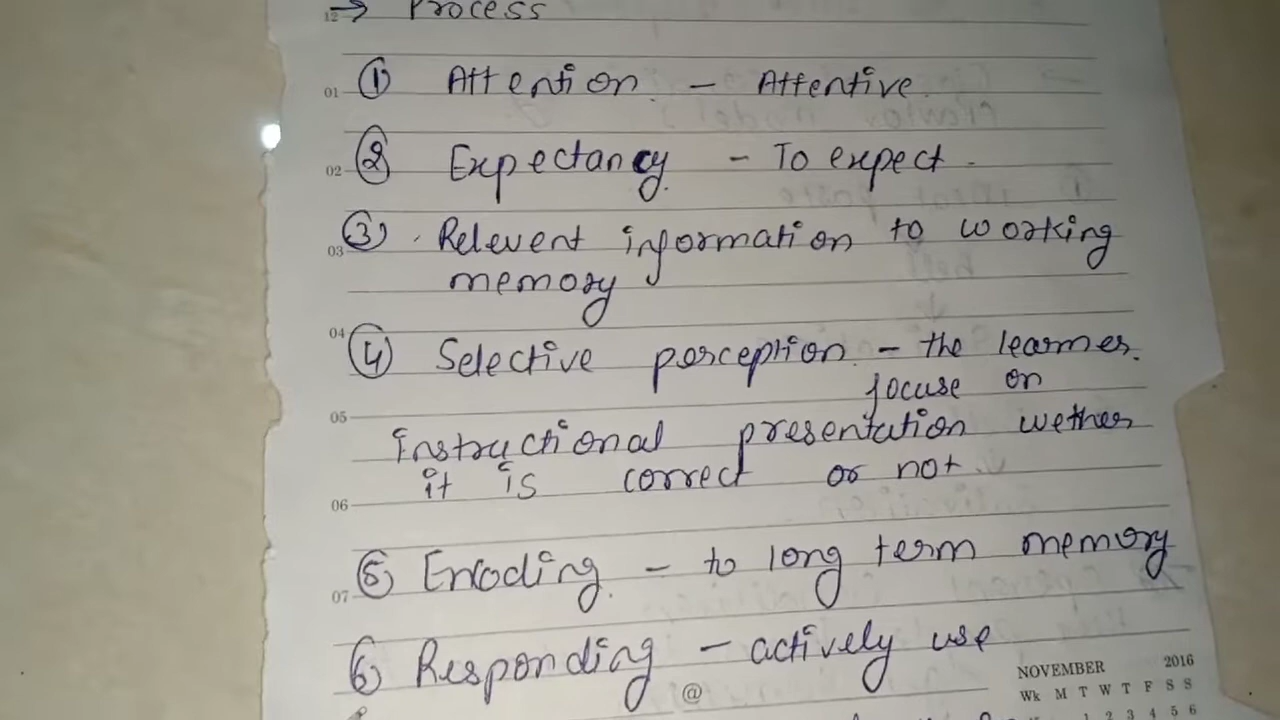 12 → Process
01 ① Attention - Attentive
02 ② Expectancy - To expect.
03 ③ Relevent information to working
memory
04 ④ Selective perception - the learner
focuse on
05
instructional presentation wether
it is correct or not.
06
07 ⑤ Encoding - to long term memory
⑥ Responding - actively use
@
NOVEMBER 2016
Wk M T W T F S S
1 2 3 4 5 6